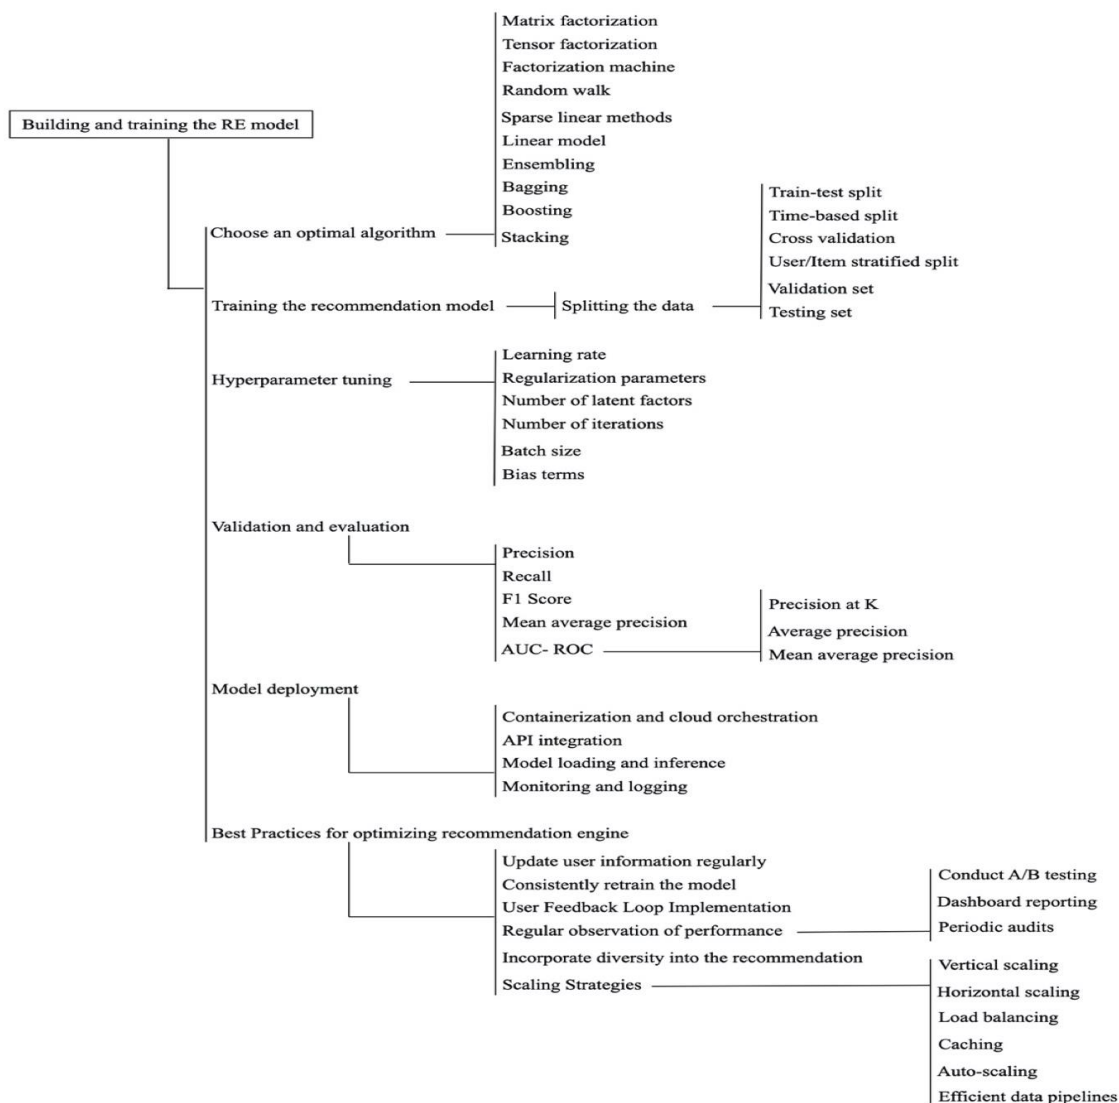 Building and training the RE model
Choose an optimal algorithm
Matrix factorization
Tensor factorization
Factorization machine
Random walk
Sparse linear methods
Linear model
Ensembling
Bagging
Boosting
Stacking
Training the recommendation model
Splitting the data
Train-test split
Time-based split
Cross validation
User/Item stratified split
Validation set
Testing set
Hyperparameter tuning
Learning rate
Regularization parameters
Number of latent factors
Number of iterations
Batch size
Bias terms
Validation and evaluation
Precision
Recall
F1 Score
Mean average precision
AUC- ROC
Precision at K
Average precision
Mean average precision
Model deployment
Containerization and cloud orchestration
API integration
Model loading and inference
Monitoring and logging
Best Practices for optimizing recommendation engine
Update user information regularly
Consistently retrain the model
User Feedback Loop Implementation
Regular observation of performance
Conduct A/B testing
Dashboard reporting
Periodic audits
Incorporate diversity into the recommendation
Scaling Strategies
Vertical scaling
Horizontal scaling
Load balancing
Caching
Auto-scaling
Efficient data pipelines